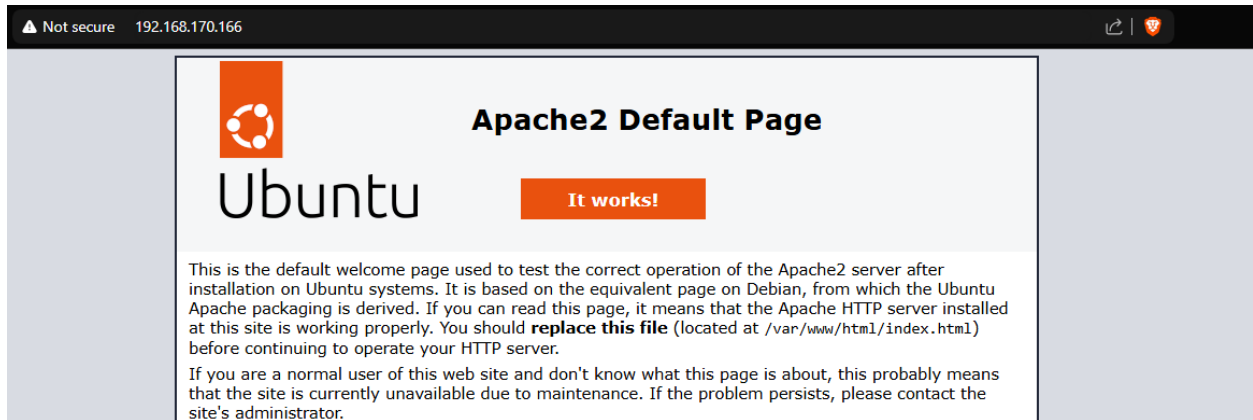 Not secure 192.168.170.166
Apache2 Default Page
Ubuntu
It works!
This is the default welcome page used to test the correct operation of the Apache2 server after
installation on Ubuntu systems. It is based on the equivalent page on Debian, from which the Ubuntu
Apache packaging is derived. If you can read this page, it means that the Apache HTTP server installed
at this site is working properly. You should replace this file (located at /var/www/html/index.html)
before continuing to operate your HTTP server.
If you are a normal user of this web site and don't know what this page is about, this probably means
that the site is currently unavailable due to maintenance. If the problem persists, please contact the
site's administrator.